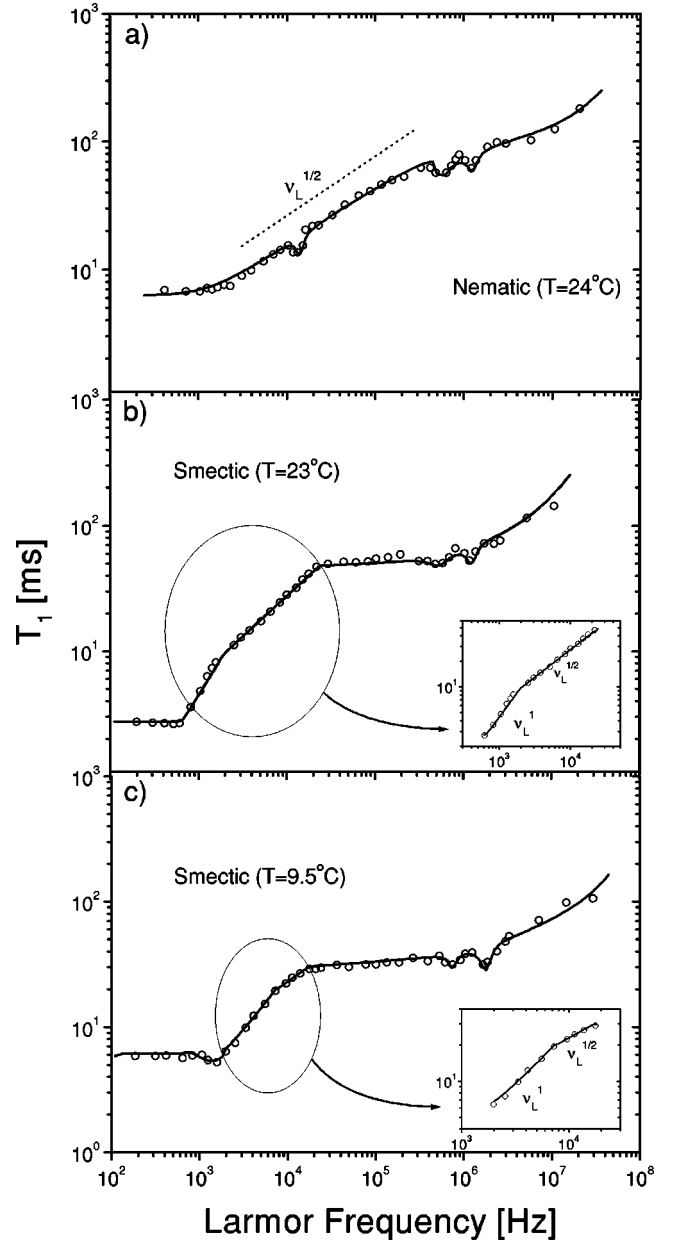 10³
a)
10²
ν_L^1/2
10¹
Nematic (T=24°C)
10³
b)
Smectic (T=23°C)
10²
10¹
10¹
ν_L^1/2
ν_L^1
10³ 10⁴
T₁ [ms]
10³
c)
Smectic (T=9.5°C)
10²
10¹
10¹
ν_L^1/2
ν_L^1
10³ 10⁴
10⁰
10² 10³ 10⁴ 10⁵ 10⁶ 10⁷ 10⁸
Larmor Frequency [Hz]